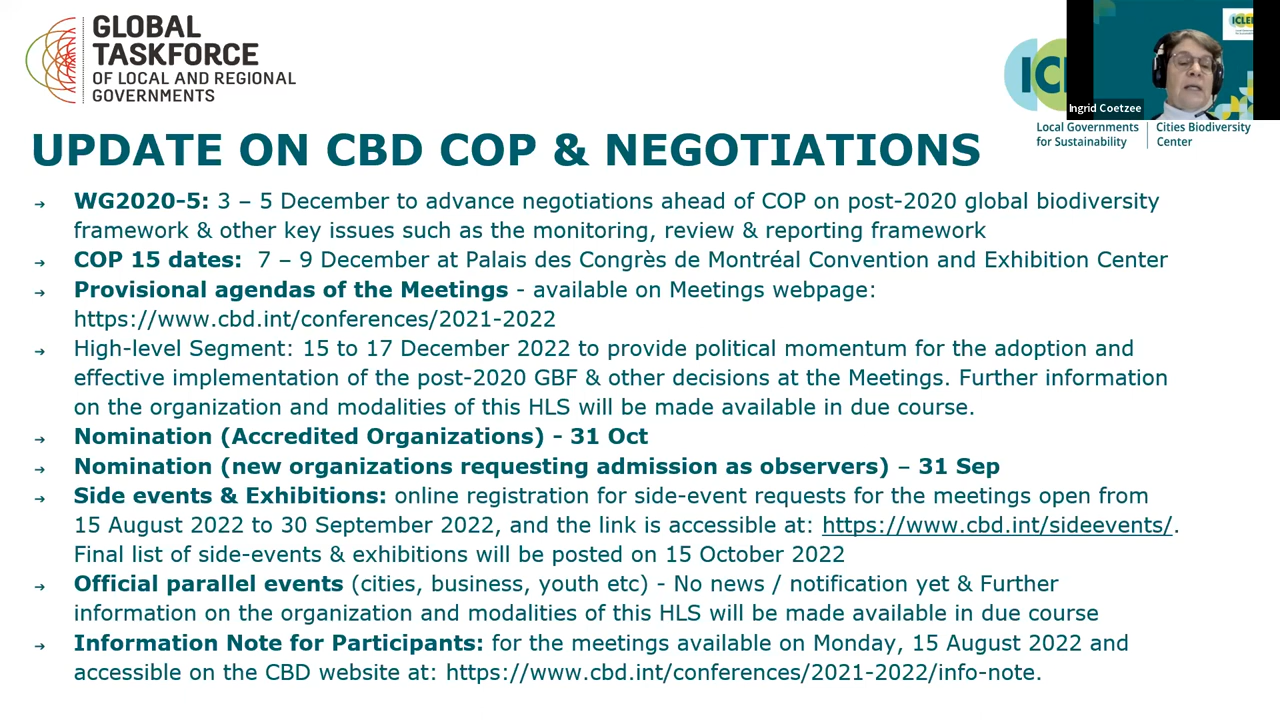 GLOBAL
TASKFORCE
OF LOCAL AND REGIONAL
GOVERNMENTS
ICLEI
Ingrid Coetzee
Local Governments
for Sustainability
Cities Biodiversity
Center
UPDATE ON CBD COP & NEGOTIATIONS
→ WG2020-5: 3 – 5 December to advance negotiations ahead of COP on post-2020 global biodiversity
framework & other key issues such as the monitoring, review & reporting framework
→ COP 15 dates: 7 – 9 December at Palais des Congrès de Montréal Convention and Exhibition Center
→ Provisional agendas of the Meetings - available on Meetings webpage:
https://www.cbd.int/conferences/2021-2022
→ High-level Segment: 15 to 17 December 2022 to provide political momentum for the adoption and
effective implementation of the post-2020 GBF & other decisions at the Meetings. Further information
on the organization and modalities of this HLS will be made available in due course.
→ Nomination (Accredited Organizations) - 31 Oct
→ Nomination (new organizations requesting admission as observers) – 31 Sep
→ Side events & Exhibitions: online registration for side-event requests for the meetings open from
15 August 2022 to 30 September 2022, and the link is accessible at: https://www.cbd.int/sideevents/.
Final list of side-events & exhibitions will be posted on 15 October 2022
→ Official parallel events (cities, business, youth etc) - No news / notification yet & Further
information on the organization and modalities of this HLS will be made available in due course
→ Information Note for Participants: for the meetings available on Monday, 15 August 2022 and
accessible on the CBD website at: https://www.cbd.int/conferences/2021-2022/info-note.